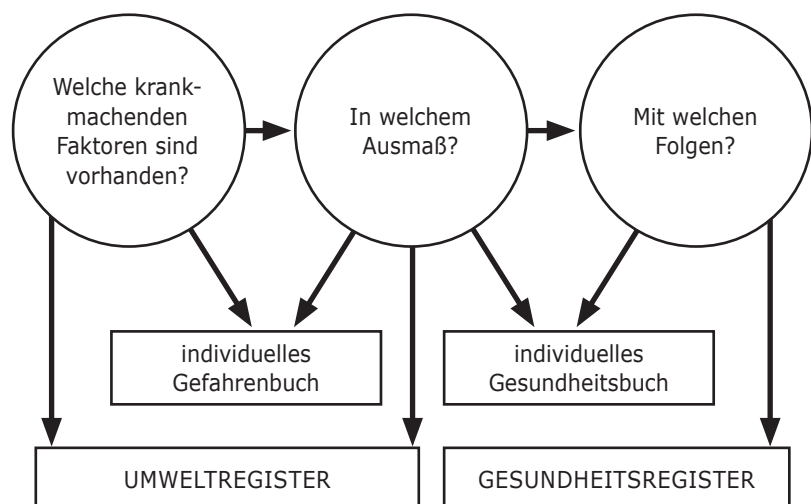 Welche krank-
machenden
Faktoren sind
vorhanden?
In welchem
Ausmaß?
Mit welchen
Folgen?
individuelles
Gefahrenbuch
individuelles
Gesundheitsbuch
UMWELTREGISTER
GESUNDHEITSREGISTER